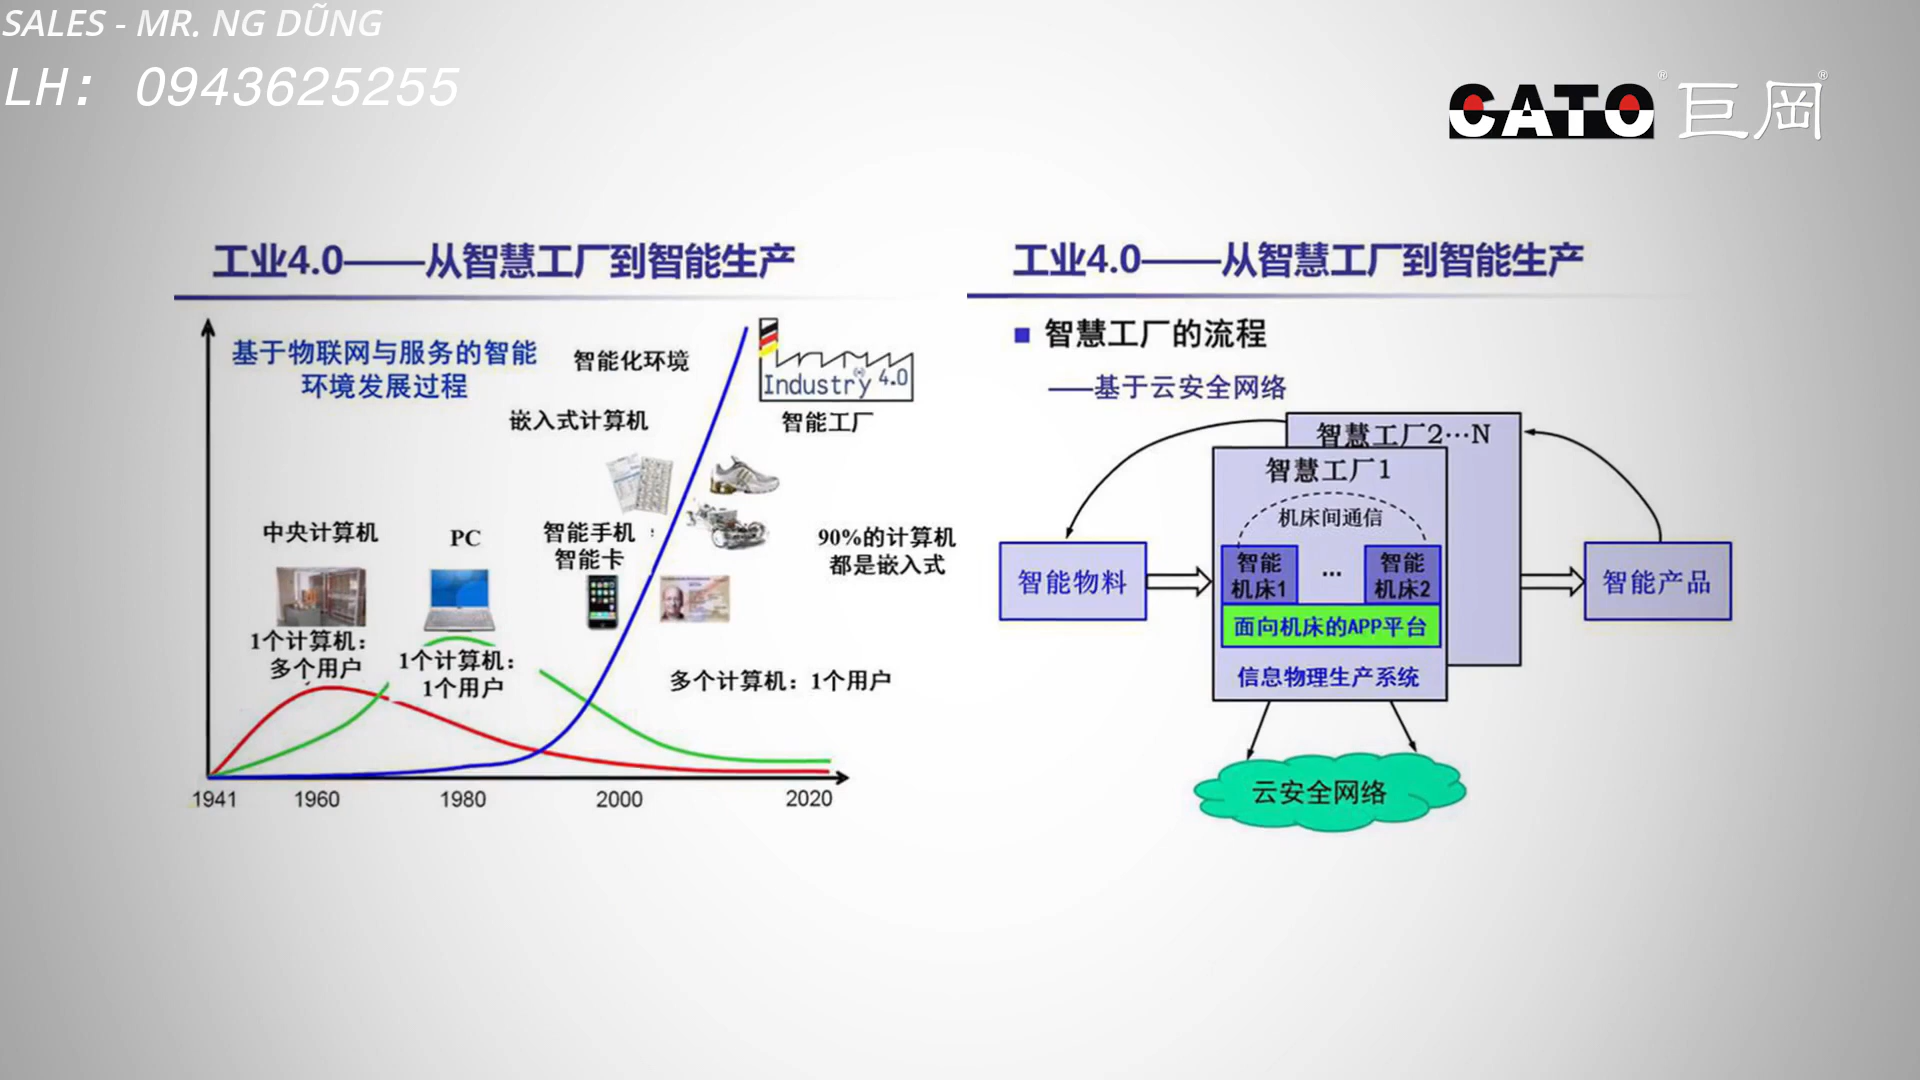 SALES - MR. NG DŨNG
LH: 0943625255
CATO® 巨岡®
工业4.0——从智慧工厂到智能生产
基于物联网与服务的智能
环境发展过程
智能化环境
Industry 4.0
智能工厂
嵌入式计算机
中央计算机
PC
智能手机
智能卡
90%的计算机
都是嵌入式
1个计算机:
多个用户
1个计算机:
1个用户
多个计算机: 1个用户
1941 1960 1980 2000 2020
工业4.0——从智慧工厂到智能生产
智慧工厂的流程
——基于云安全网络
智慧工厂2···N
智慧工厂1
机床间通信
智能物料
智能
机床1
...
智能
机床2
智能产品
面向机床的APP平台
信息物理生产系统
云安全网络